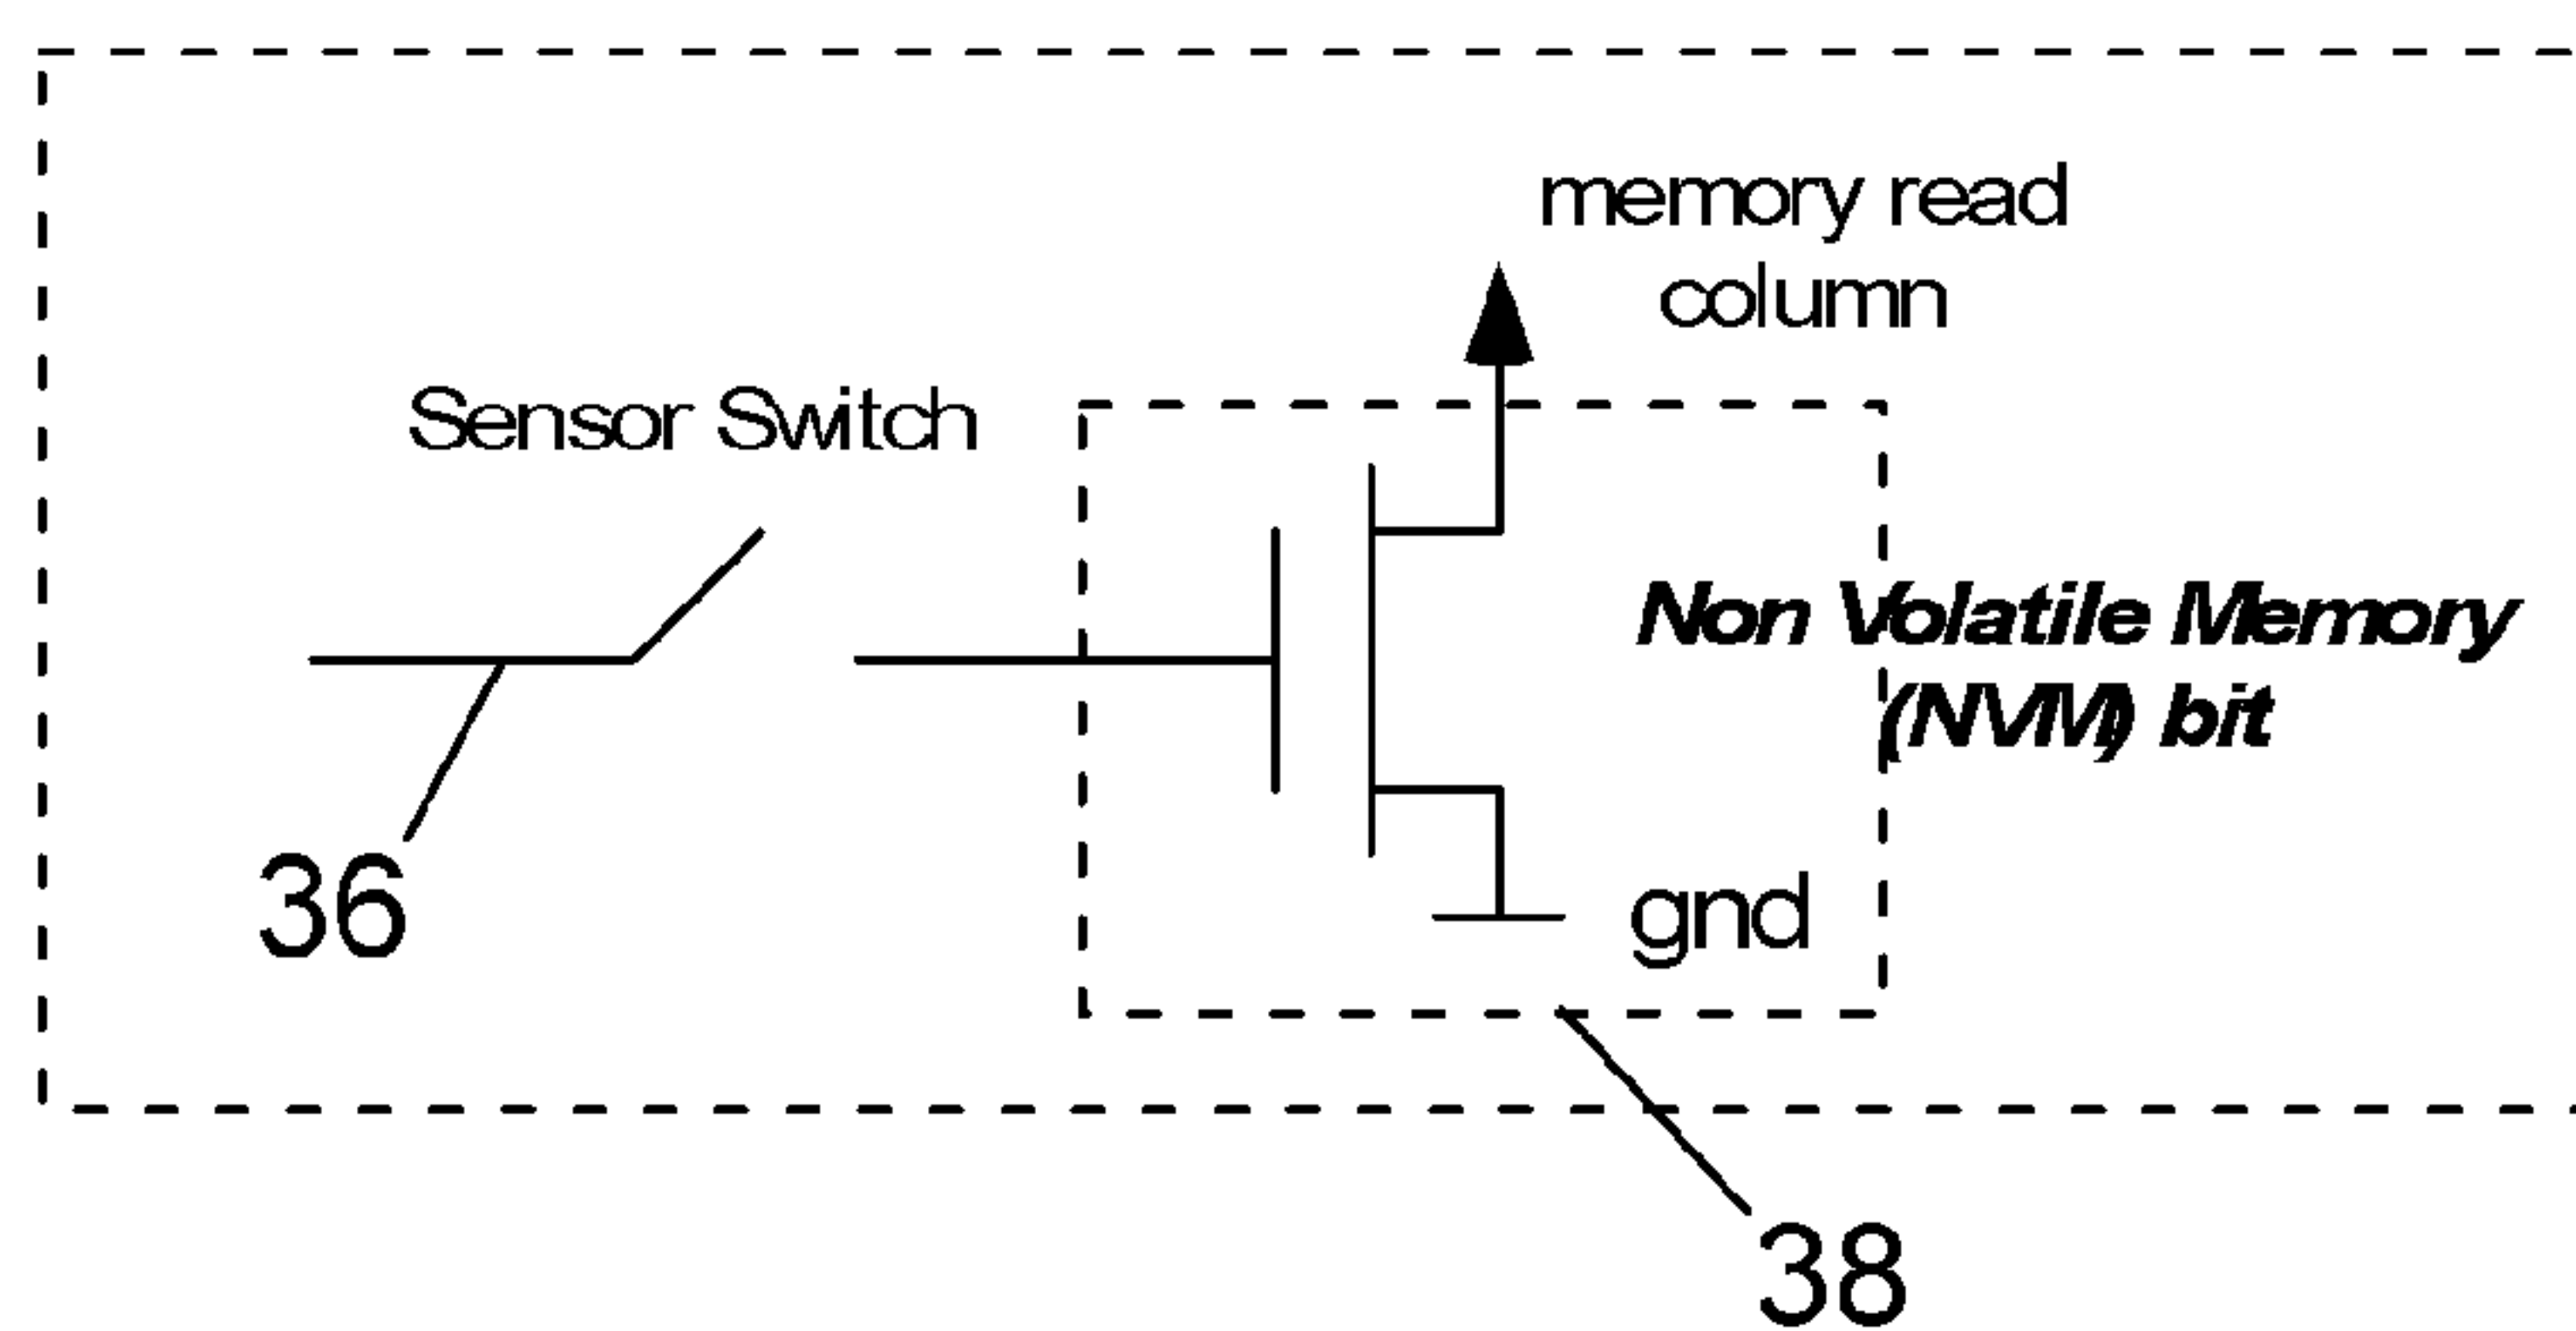 memory read
column
Sensor Switch
Non Volatile Memory
(NVM) bit
36
gnd
38